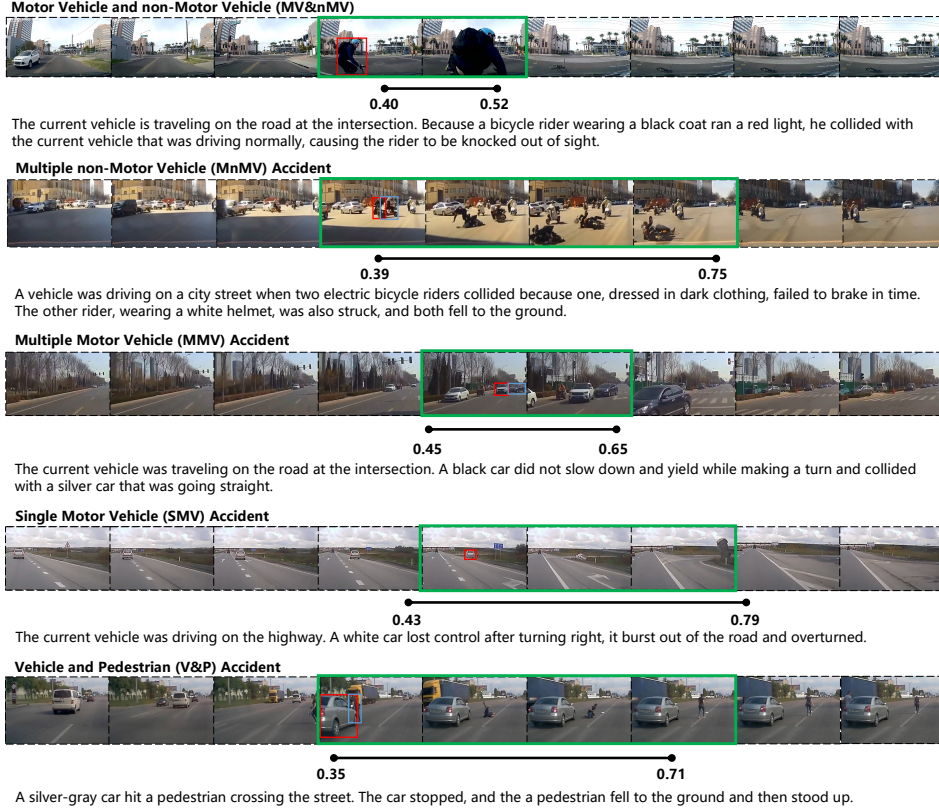 Motor Vehicle and non-Motor Vehicle (MV&nMV)
0.40 0.52
The current vehicle is traveling on the road at the intersection. Because a bicycle rider wearing a black coat ran a red light, he collided with
the current vehicle that was driving normally, causing the rider to be knocked out of sight.
Multiple non-Motor Vehicle (MnMV) Accident
0.39 0.75
A vehicle was driving on a city street when two electric bicycle riders collided because one, dressed in dark clothing, failed to brake in time.
The other rider, wearing a white helmet, was also struck, and both fell to the ground.
Multiple Motor Vehicle (MMV) Accident
0.45 0.65
The current vehicle was traveling on the road at the intersection. A black car did not slow down and yield while making a turn and collided
with a silver car that was going straight.
Single Motor Vehicle (SMV) Accident
0.43 0.79
The current vehicle was driving on the highway. A white car lost control after turning right, it burst out of the road and overturned.
Vehicle and Pedestrian (V&P) Accident
0.35 0.71
A silver-gray car hit a pedestrian crossing the street. The car stopped, and the a pedestrian fell to the ground and then stood up.